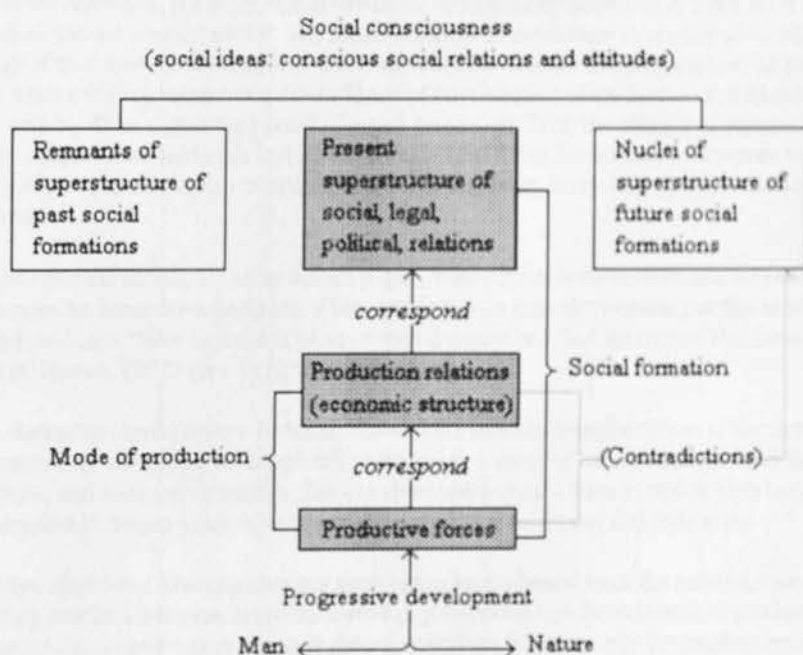 Social consciousness
(social ideas: conscious social relations and attitudes)
Remnants of
superstructure of
past social
formations
Present
superstructure of
social, legal,
political, relations
Nuclei of
superstructure of
future social
formations
correspond
Production relations
(economic structure)
Social formation
Mode of production
correspond
(Contradictions)
Productive forces
Progressive development
Man
Nature